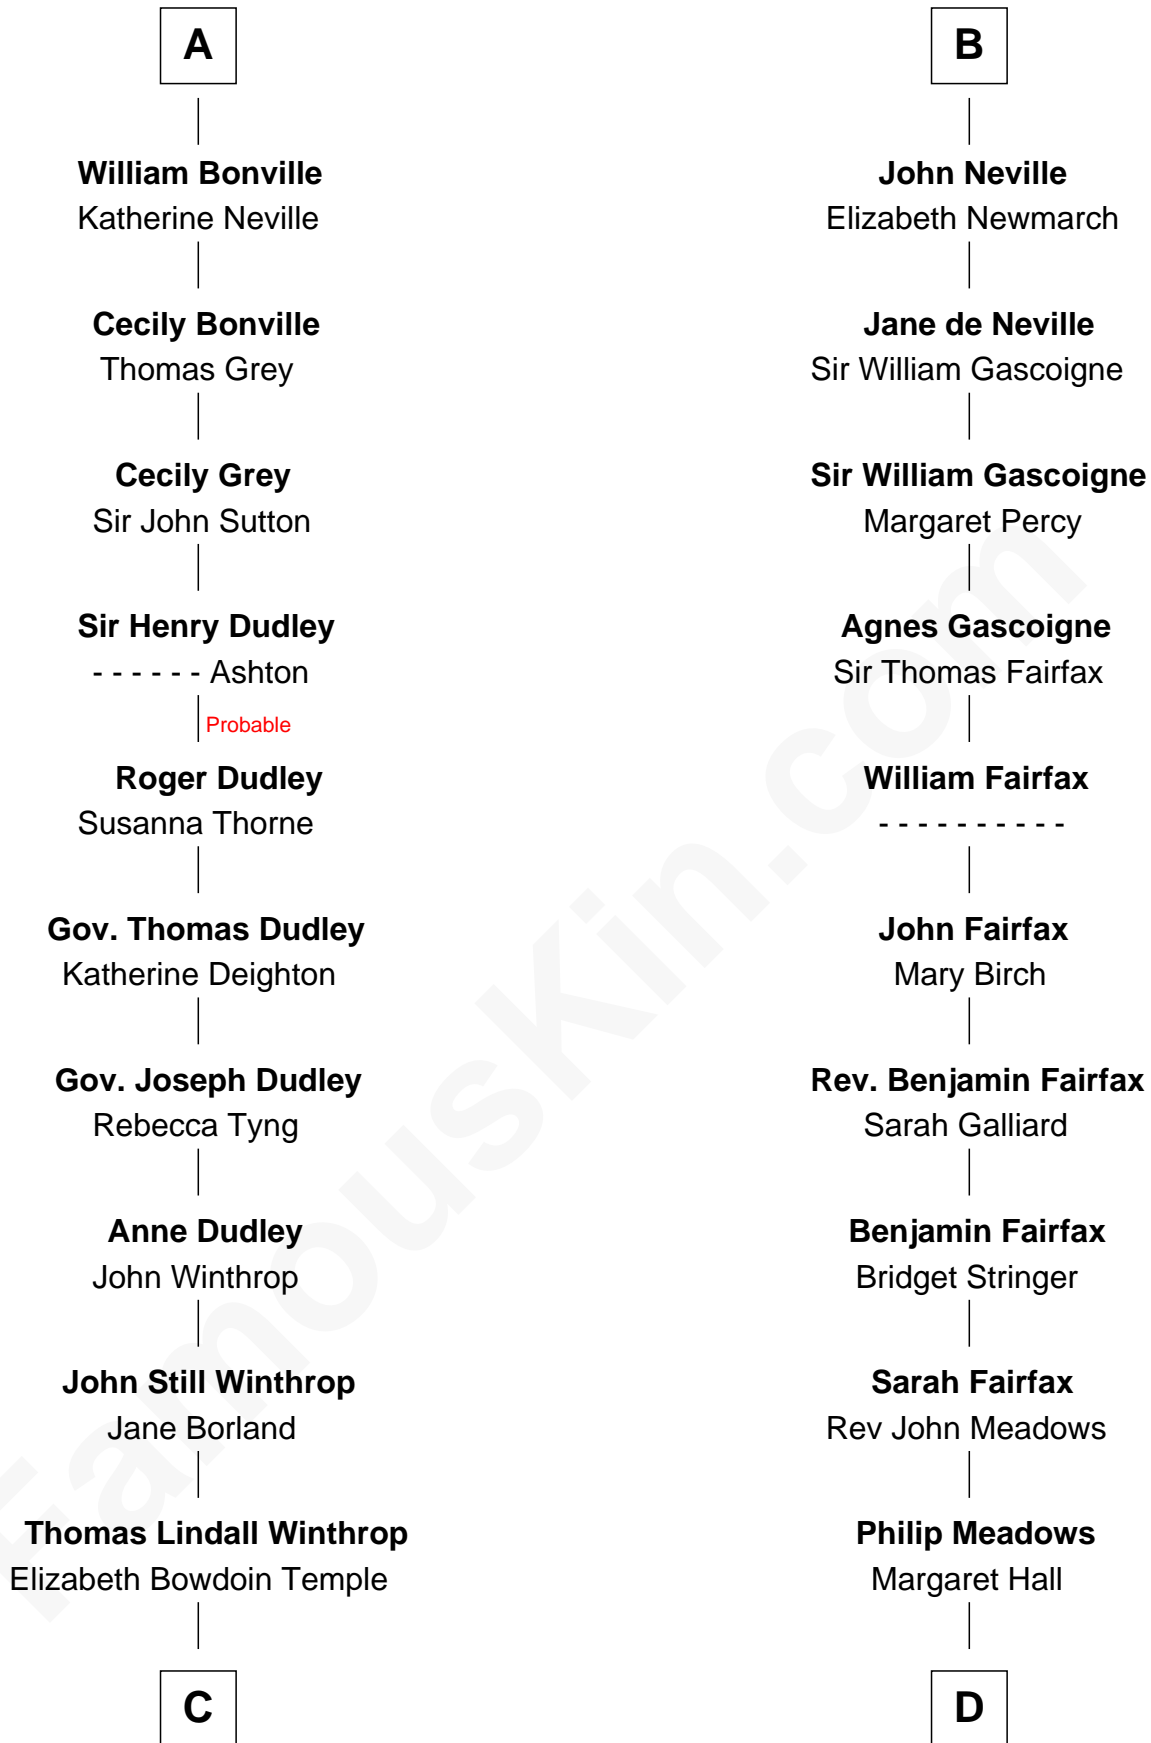 A
William Bonville
Katherine Neville
Cecily Bonville
Thomas Grey
Cecily Grey
Sir John Sutton
Sir Henry Dudley
- - - - - - Ashton
Probable
Roger Dudley
Susanna Thorne
Gov. Thomas Dudley
Katherine Deighton
Gov. Joseph Dudley
Rebecca Tyng
Anne Dudley
John Winthrop
John Still Winthrop
Jane Borland
Thomas Lindall Winthrop
Elizabeth Bowdoin Temple
C
B
John Neville
Elizabeth Newmarch
Jane de Neville
Sir William Gascoigne
Sir William Gascoigne
Margaret Percy
Agnes Gascoigne
Sir Thomas Fairfax
William Fairfax
- - - - - - - - - -
John Fairfax
Mary Birch
Rev. Benjamin Fairfax
Sarah Galliard
Benjamin Fairfax
Bridget Stringer
Sarah Fairfax
Rev John Meadows
Philip Meadows
Margaret Hall
D
FamousKin.com